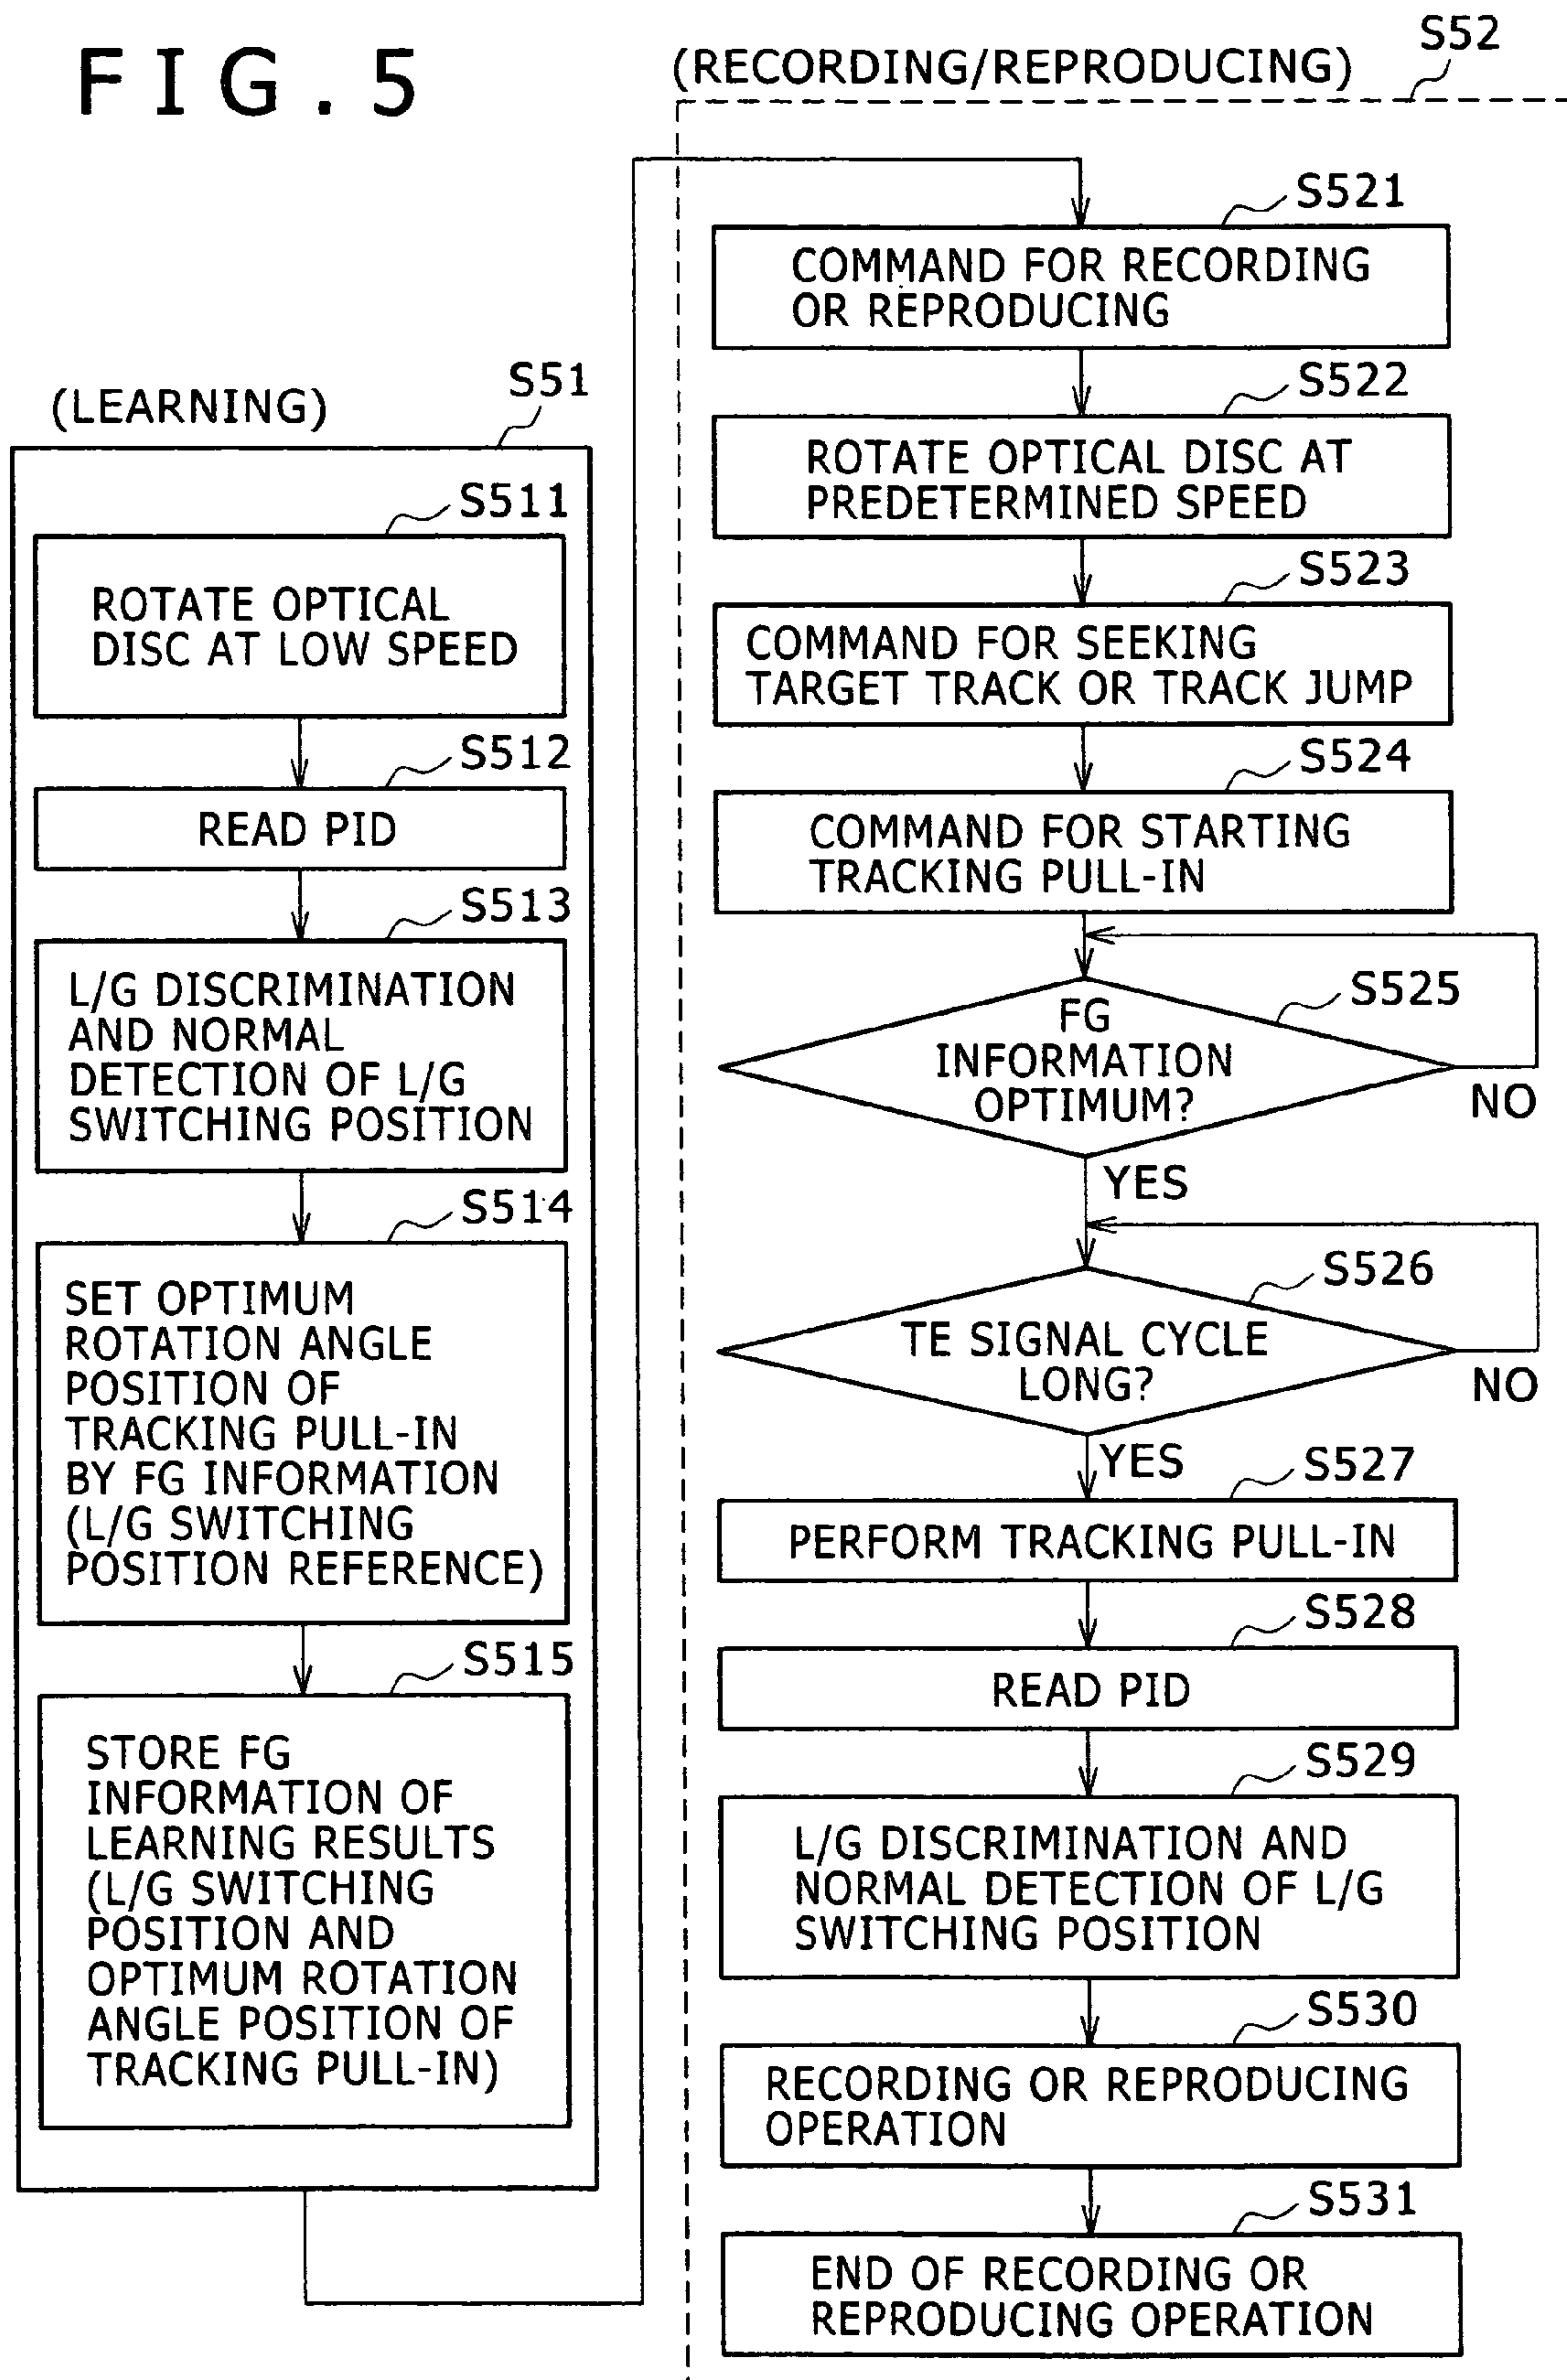 FIG.5
(LEARNING)
S51
S511
ROTATE OPTICAL
DISC AT LOW SPEED
S512
READ PID
S513
L/G DISCRIMINATION
AND NORMAL
DETECTION OF L/G
SWITCHING POSITION
S514
SET OPTIMUM
ROTATION ANGLE
POSITION OF
TRACKING PULL-IN
BY FG INFORMATION
(L/G SWITCHING
POSITION REFERENCE)
S515
STORE FG
INFORMATION OF
LEARNING RESULTS
(L/G SWITCHING
POSITION AND
OPTIMUM ROTATION
ANGLE POSITION OF
TRACKING PULL-IN)
(RECORDING/REPRODUCING)
S52
S521
COMMAND FOR RECORDING
OR REPRODUCING
S522
ROTATE OPTICAL DISC AT
PREDETERMINED SPEED
S523
COMMAND FOR SEEKING
TARGET TRACK OR TRACK JUMP
S524
COMMAND FOR STARTING
TRACKING PULL-IN
S525
FG
INFORMATION
OPTIMUM?
NO
YES
S526
TE SIGNAL CYCLE
LONG?
NO
YES
S527
PERFORM TRACKING PULL-IN
S528
READ PID
S529
L/G DISCRIMINATION AND
NORMAL DETECTION OF L/G
SWITCHING POSITION
S530
RECORDING OR REPRODUCING
OPERATION
S531
END OF RECORDING OR
REPRODUCING OPERATION